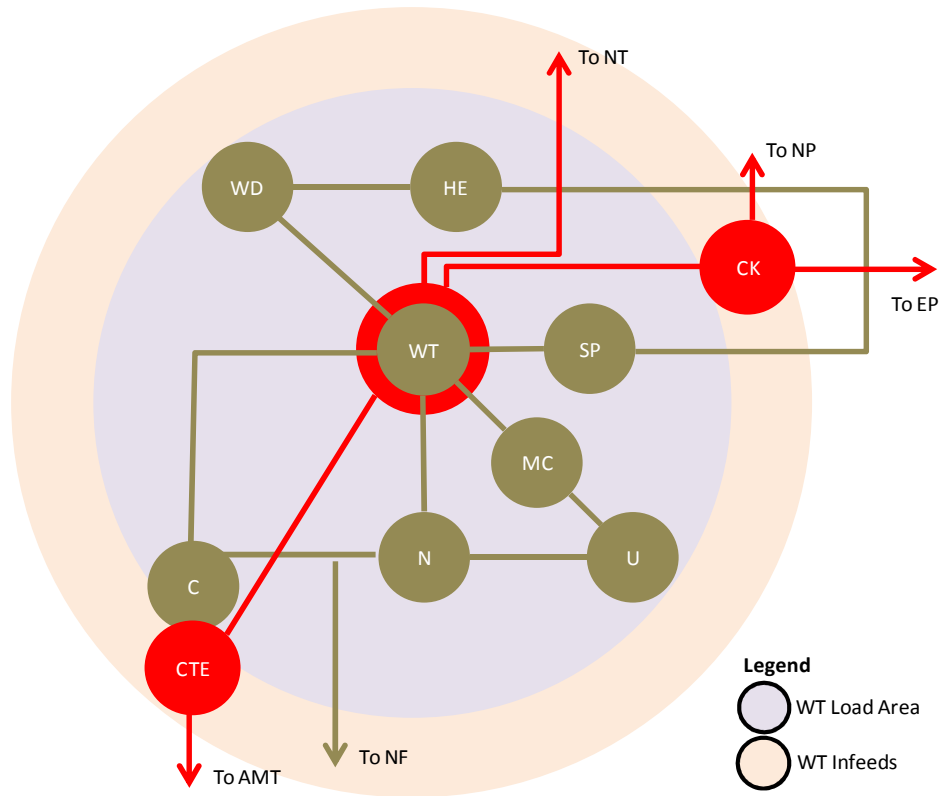 To NT
To NP
WD
HE
CK
To EP
WT
SP
MC
N
U
C
CTE
Legend
WT Load Area
To NF
WT Infeeds
To AMT